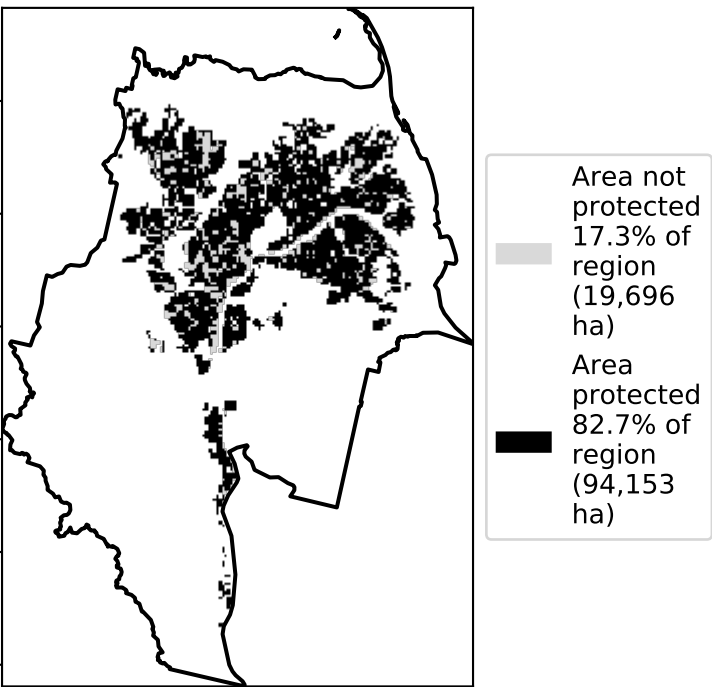 Area not
protected
17.3% of
region
(19,696
ha)
Area
protected
82.7% of
region
(94,153
ha)